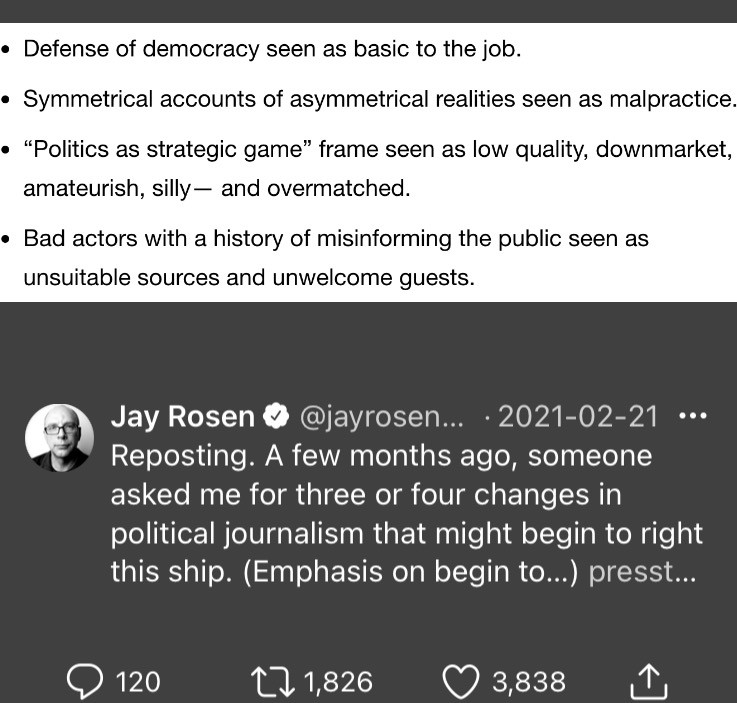 • Defense of democracy seen as basic to the job.
• Symmetrical accounts of asymmetrical realities seen as malpractice.
• “Politics as strategic game” frame seen as low quality, downmarket,
amateurish, silly— and overmatched.
• Bad actors with a history of misinforming the public seen as
unsuitable sources and unwelcome guests.
Jay Rosen @jayrosen... · 2021-02-21 •••
Reposting. A few months ago, someone
asked me for three or four changes in
political journalism that might begin to right
this ship. (Emphasis on begin to...) presst...
120 1,826 3,838